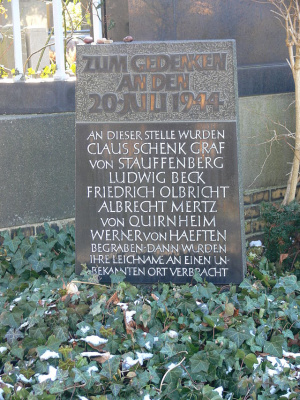 ZUM GEDENKEN
AN DEN
20·JULI 1944·
AN DIESER STELLE WURDEN
CLAUS SCHENK GRAF
VON STAUFFENBERG
LUDWIG BECK
FRIEDRICH OLBRICHT
ALBRECHT MERTZ
VON QUIRNHEIM
WERNER VON HAEFTEN
BEGRABEN·DANN WURDEN
IHRE LEICHNAME AN EINEN UN-
BEKANNTEN ORT VERBRACHT